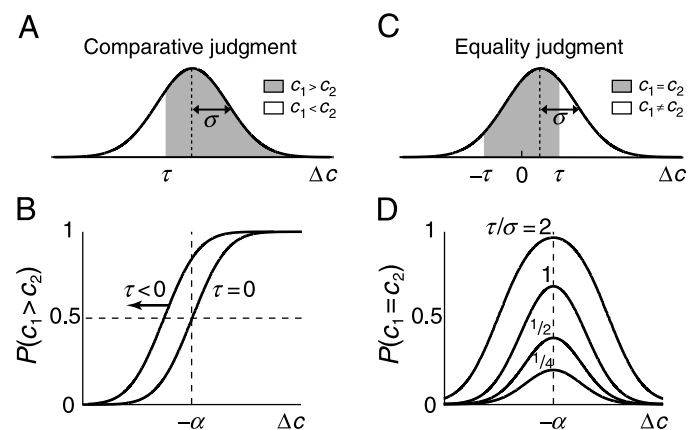 A
Comparative judgment
c₁ > c₂
c₁ < c₂
σ
τ
Δc
C
Equality judgment
c₁ = c₂
c₁ ≠ c₂
σ
−τ 0 τ
Δc
B
P(c₁ > c₂)
1
0.5
0
τ<0
τ=0
−α
Δc
D
P(c₁ = c₂)
1
0.5
0
τ/σ = 2
1
1/2
1/4
−α
Δc